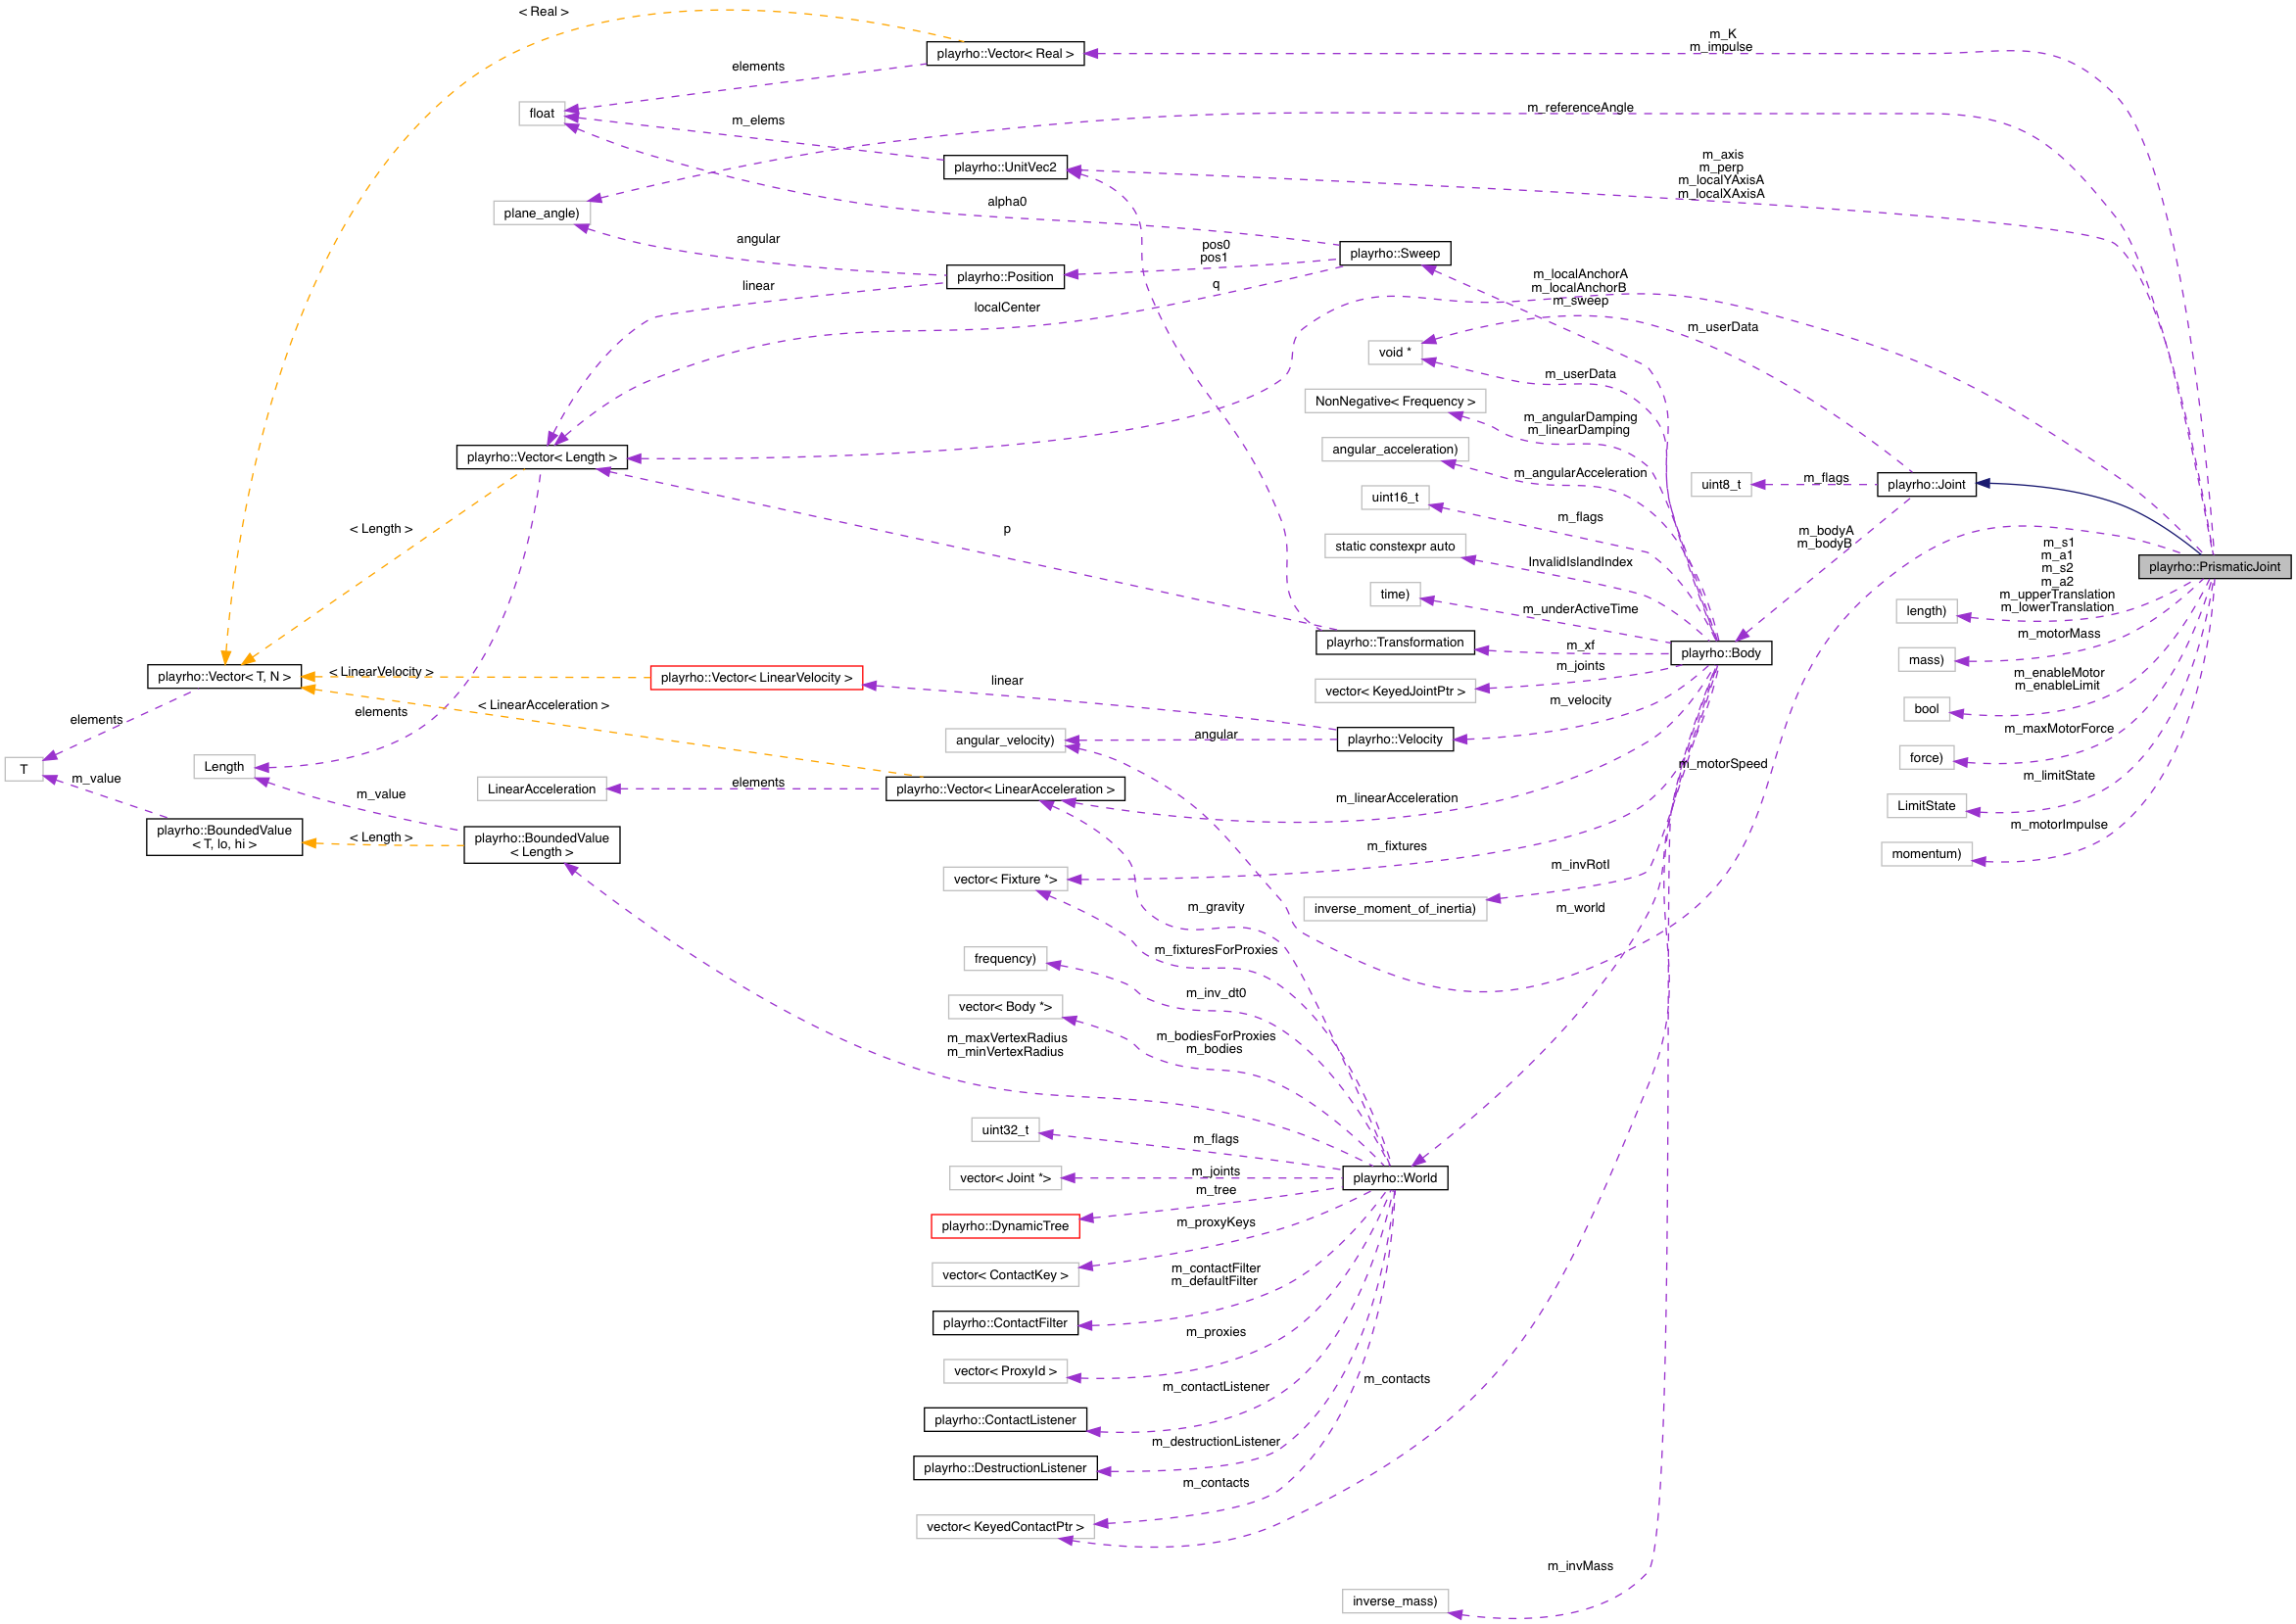 < Real >
playrho::Vector< Real >
m_K
m_impulse
elements
float
m_elems
m_referenceAngle
playrho::UnitVec2
m_axis
m_perp
m_localYAxisA
m_localXAxisA
plane_angle)
alpha0
angular
pos0
pos1
playrho::Sweep
playrho::Position
linear
q
localCenter
m_localAnchorA
m_localAnchorB
m_sweep
m_userData
void *
m_userData
NonNegative< Frequency >
m_angularDamping
m_linearDamping
angular_acceleration)
m_angularAcceleration
playrho::Vector< Length >
uint8_t
m_flags
playrho::Joint
uint16_t
m_flags
< Length >
p
m_bodyA
m_bodyB
static constexpr auto
InvalidIslandIndex
m_s1
m_a1
m_s2
m_a2
m_upperTranslation
m_lowerTranslation
playrho::PrismaticJoint
time)
m_underActiveTime
length)
playrho::Transformation
m_xf
playrho::Body
m_motorMass
mass)
playrho::Vector< T, N >
< LinearVelocity >
playrho::Vector< LinearVelocity >
linear
m_joints
vector< KeyedJointPtr >
m_enableMotor
m_enableLimit
bool
elements
elements
< LinearAcceleration >
m_velocity
angular_velocity)
angular
playrho::Velocity
m_maxMotorForce
force)
T
Length
m_value
m_value
m_motorSpeed
LinearAcceleration
elements
playrho::Vector< LinearAcceleration >
m_linearAcceleration
m_limitState
LimitState
playrho::BoundedValue
< T, lo, hi >
< Length >
playrho::BoundedValue
< Length >
m_motorImpulse
momentum)
m_fixtures
vector< Fixture *>
m_invRotI
inverse_moment_of_inertia)
m_gravity
m_world
m_fixturesForProxies
frequency)
m_inv_dt0
vector< Body *>
m_maxVertexRadius
m_minVertexRadius
m_bodiesForProxies
m_bodies
uint32_t
m_flags
vector< Joint *>
m_joints
playrho::World
m_tree
playrho::DynamicTree
m_proxyKeys
vector< ContactKey >
m_contactFilter
m_defaultFilter
playrho::ContactFilter
m_proxies
vector< ProxyId >
m_contacts
m_contactListener
playrho::ContactListener
m_destructionListener
playrho::DestructionListener
m_contacts
vector< KeyedContactPtr >
m_invMass
inverse_mass)